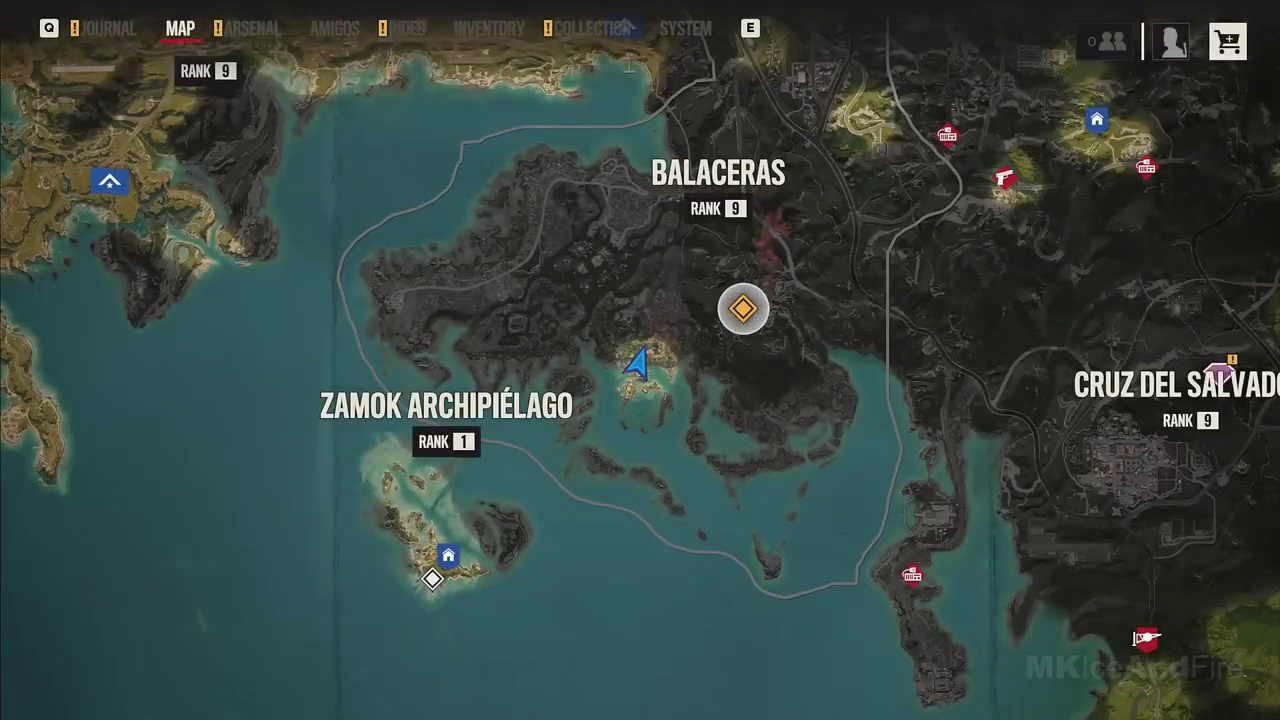 Q ! JOURNAL MAP ! ARSENAL AMIGOS ! RIDES INVENTORY ! COLLECTION SYSTEM E
0
RANK 9
BALACERAS
RANK 9
CRUZ DEL SALVADO
RANK 9
ZAMOK ARCHIPIÉLAGO
RANK 1
MKIceAndFire